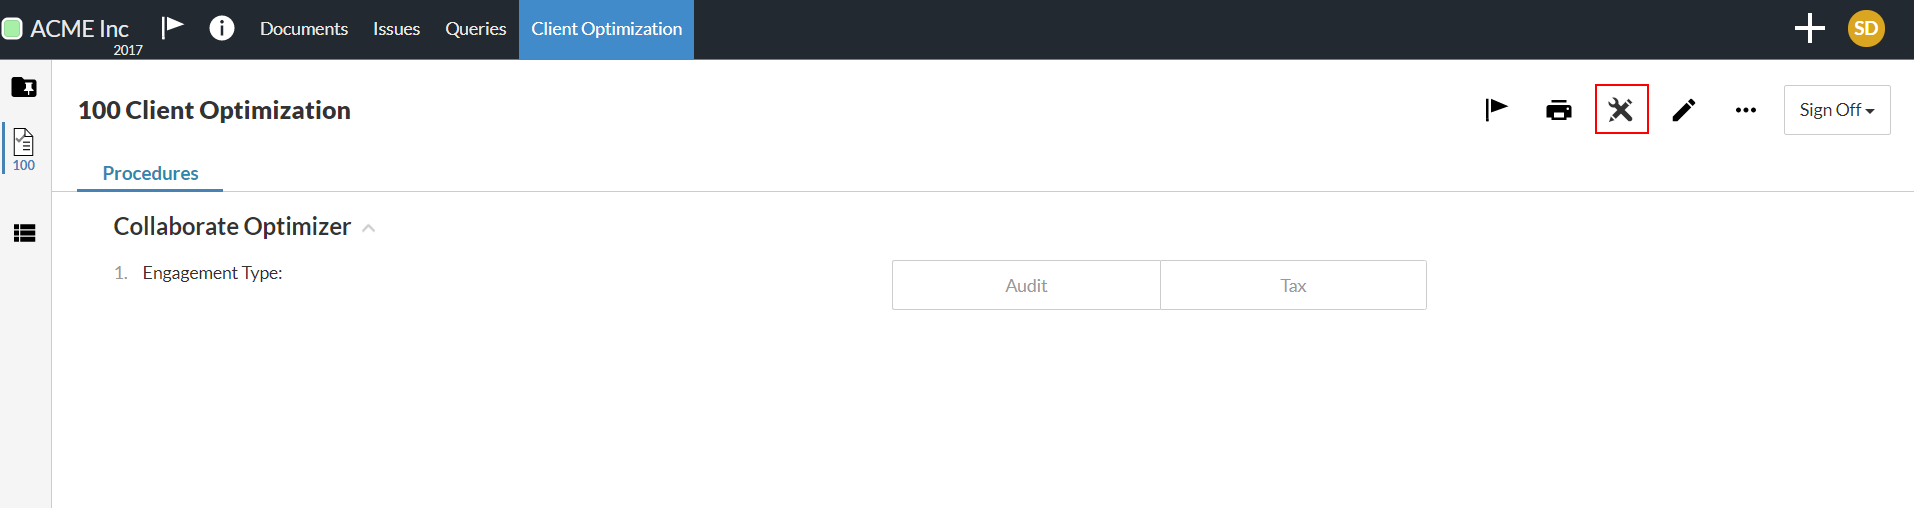 ACME Inc
2017
Documents Issues Queries Client Optimization
SD
100 Client Optimization
Sign Off
100
Procedures
Collaborate Optimizer
1. Engagement Type:
Audit Tax